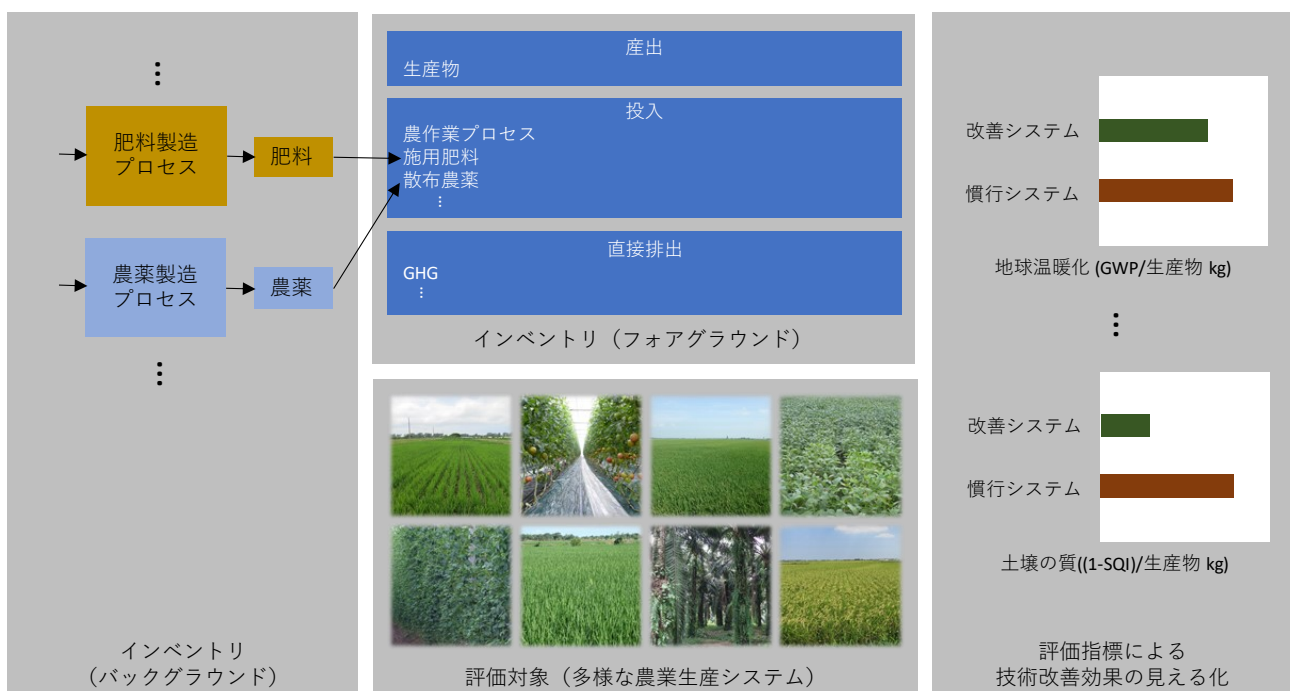 ⋮
肥料製造
プロセス
肥料
農薬製造
プロセス
農薬
⋮
インベントリ
（バックグラウンド）
産出
生産物
投入
農作業プロセス
施用肥料
散布農薬
⋮
直接排出
GHG
⋮
インベントリ（フォアグラウンド）
評価対象（多様な農業生産システム）
改善システム
慣行システム
地球温暖化 (GWP/生産物 kg)
⋮
改善システム
慣行システム
土壌の質((1-SQI)/生産物 kg)
評価指標による
技術改善効果の見える化